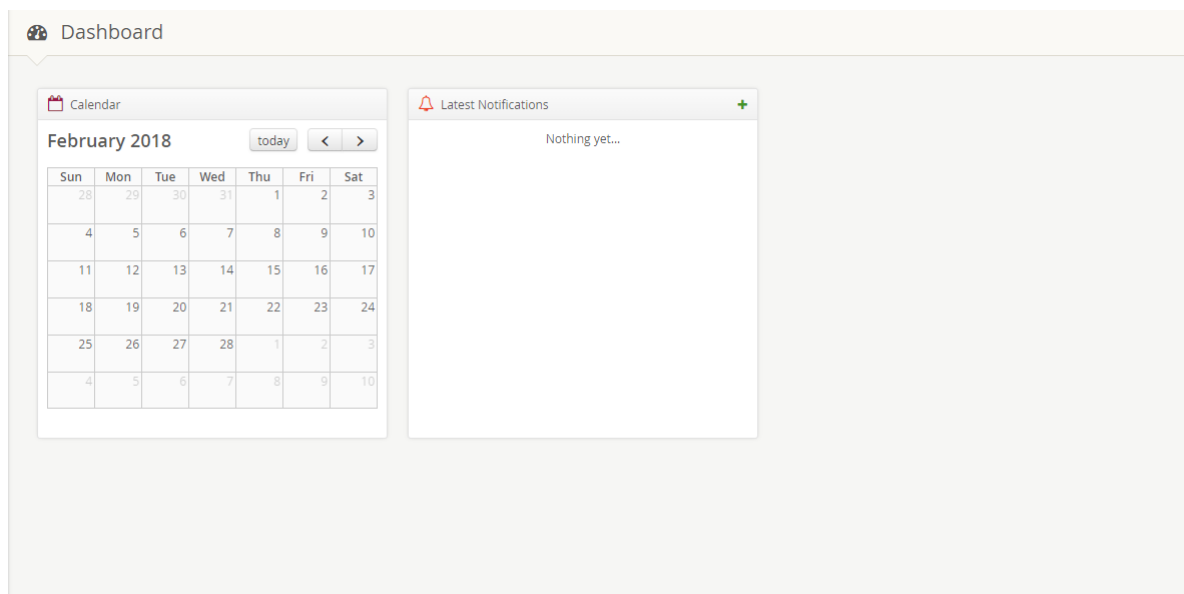 Dashboard
Calendar
February 2018
today
Sun Mon Tue Wed Thu Fri Sat
28 29 30 31 1 2 3
4 5 6 7 8 9 10
11 12 13 14 15 16 17
18 19 20 21 22 23 24
25 26 27 28 1 2 3
4 5 6 7 8 9 10
Latest Notifications
Nothing yet...